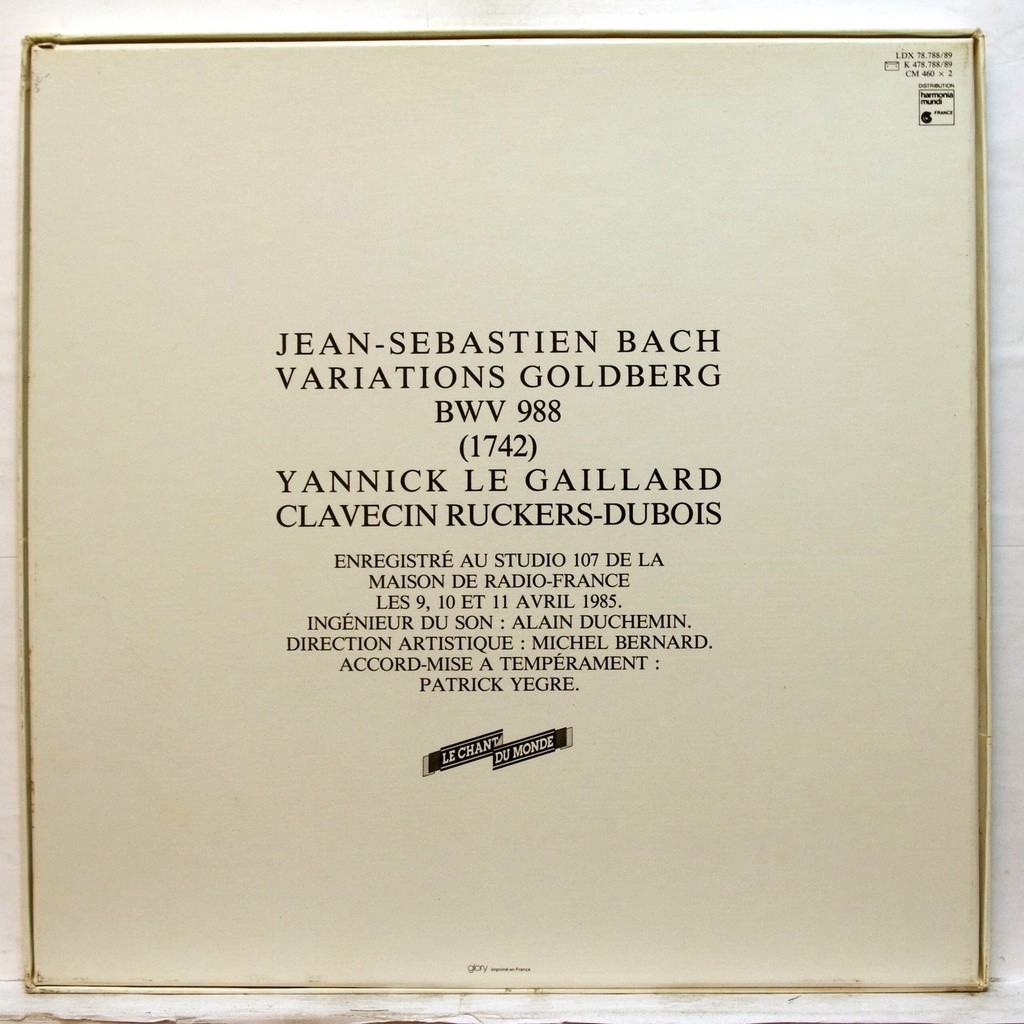 LDX 78.788/89
K 478.788/89
CM 460 × 2
DISTRIBUTION
harmonia
mundi
FRANCE
JEAN-SEBASTIEN BACH
VARIATIONS GOLDBERG
BWV 988
(1742)
YANNICK LE GAILLARD
CLAVECIN RUCKERS-DUBOIS
ENREGISTRÉ AU STUDIO 107 DE LA
MAISON DE RADIO-FRANCE
LES 9, 10 ET 11 AVRIL 1985.
INGÉNIEUR DU SON : ALAIN DUCHEMIN.
DIRECTION ARTISTIQUE : MICHEL BERNARD.
ACCORD-MISE A TEMPÉRAMENT :
PATRICK YEGRE.
LE CHANT
DU MONDE
glory imprimé en France